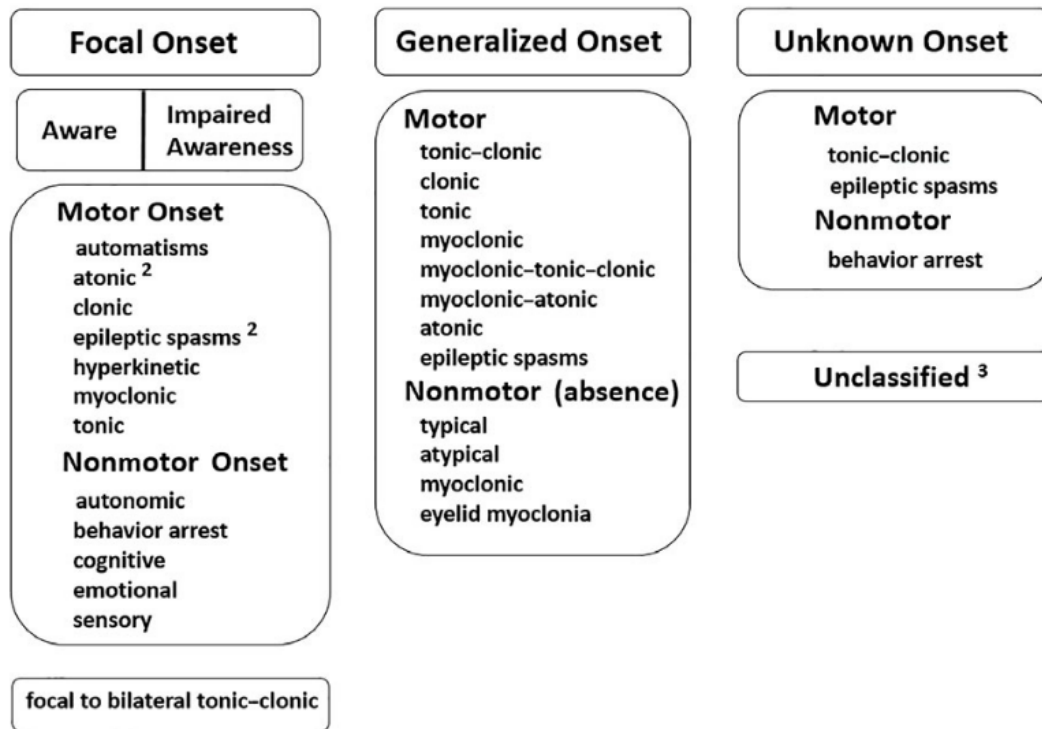 Focal Onset
Aware
Impaired
Awareness
Motor Onset
automatisms
atonic ²
clonic
epileptic spasms ²
hyperkinetic
myoclonic
tonic
Nonmotor Onset
autonomic
behavior arrest
cognitive
emotional
sensory
focal to bilateral tonic–clonic
Generalized Onset
Motor
tonic–clonic
clonic
tonic
myoclonic
myoclonic–tonic–clonic
myoclonic–atonic
atonic
epileptic spasms
Nonmotor (absence)
typical
atypical
myoclonic
eyelid myoclonia
Unknown Onset
Motor
tonic–clonic
epileptic spasms
Nonmotor
behavior arrest
Unclassified ³